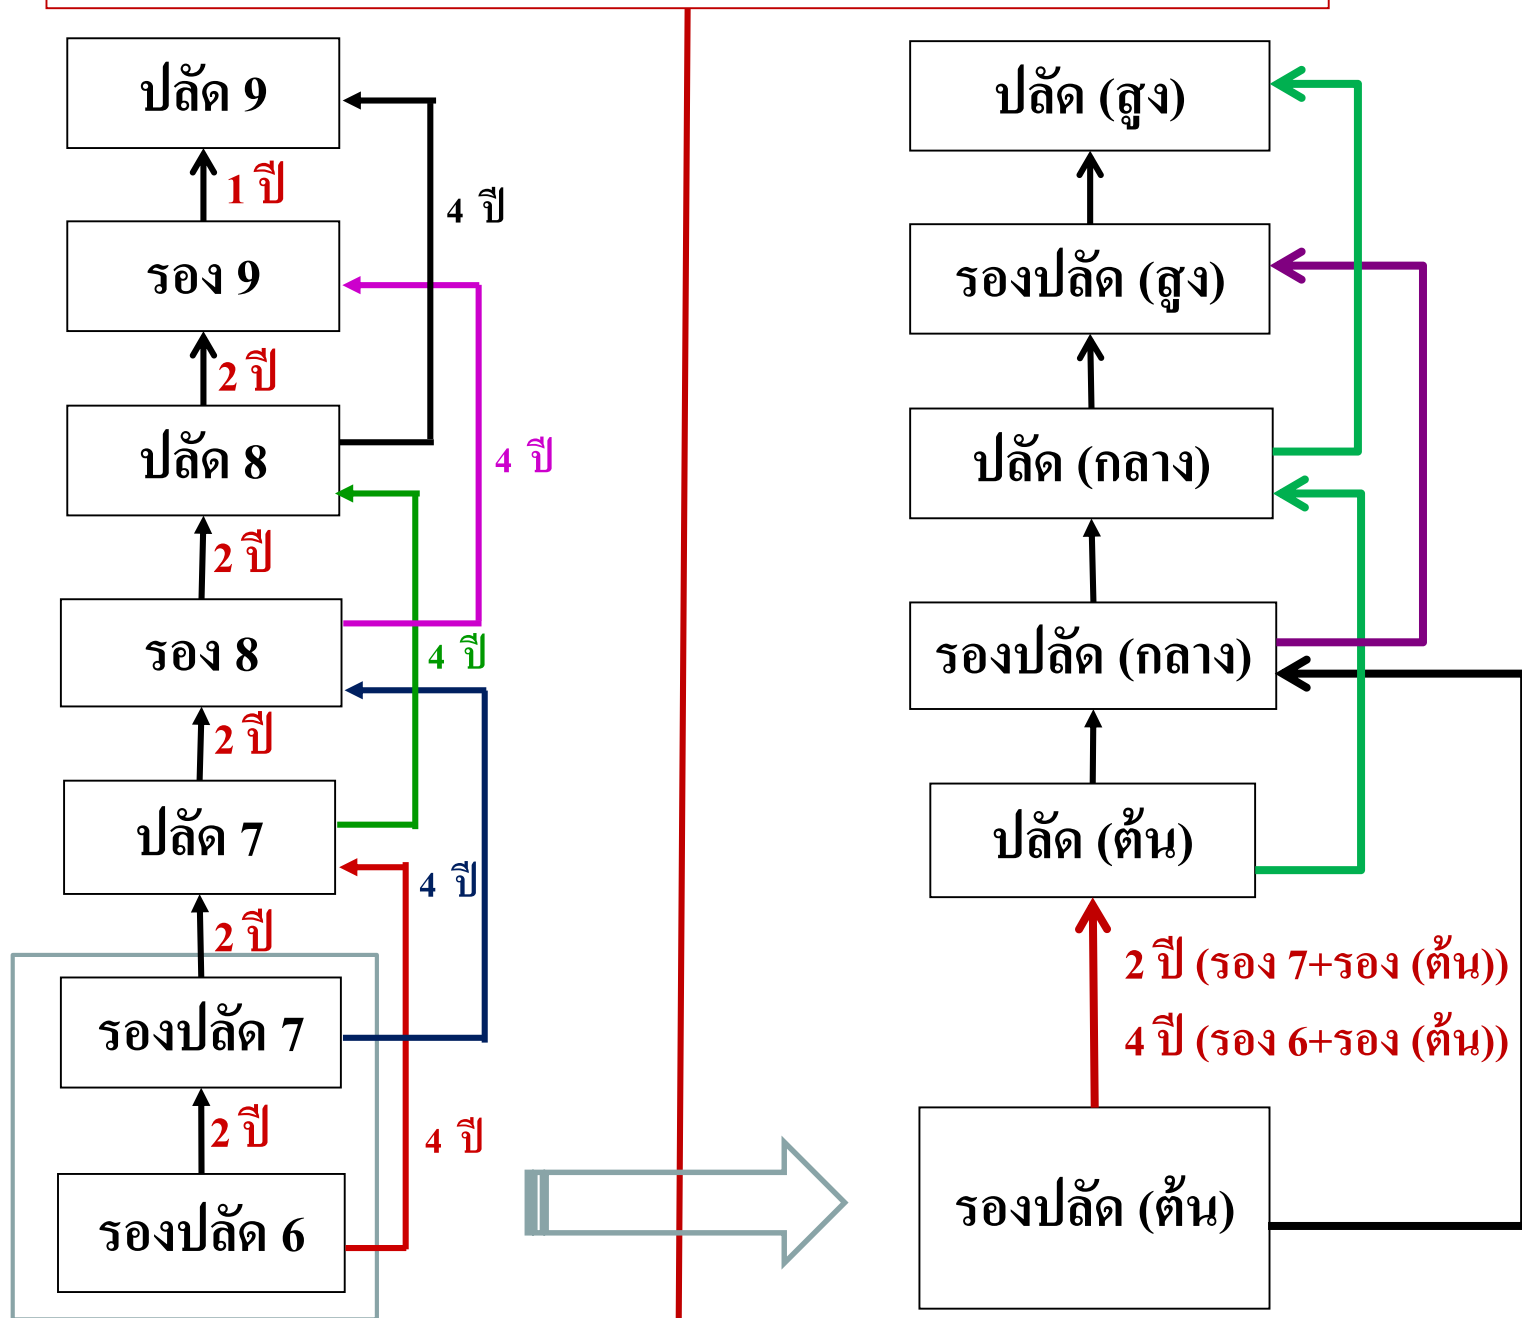 ปลัด 9
1 ปี
4 ปี
รอง 9
2 ปี
ปลัด 8
4 ปี
2 ปี
รอง 8
4 ปี
2 ปี
ปลัด 7
4 ปี
2 ปี
รองปลัด 7
2 ปี
4 ปี
รองปลัด 6
ปลัด (สูง)
รองปลัด (สูง)
ปลัด (กลาง)
รองปลัด (กลาง)
ปลัด (ต้น)
2 ปี (รอง 7+รอง (ต้น))
4 ปี (รอง 6+รอง (ต้น))
รองปลัด (ต้น)